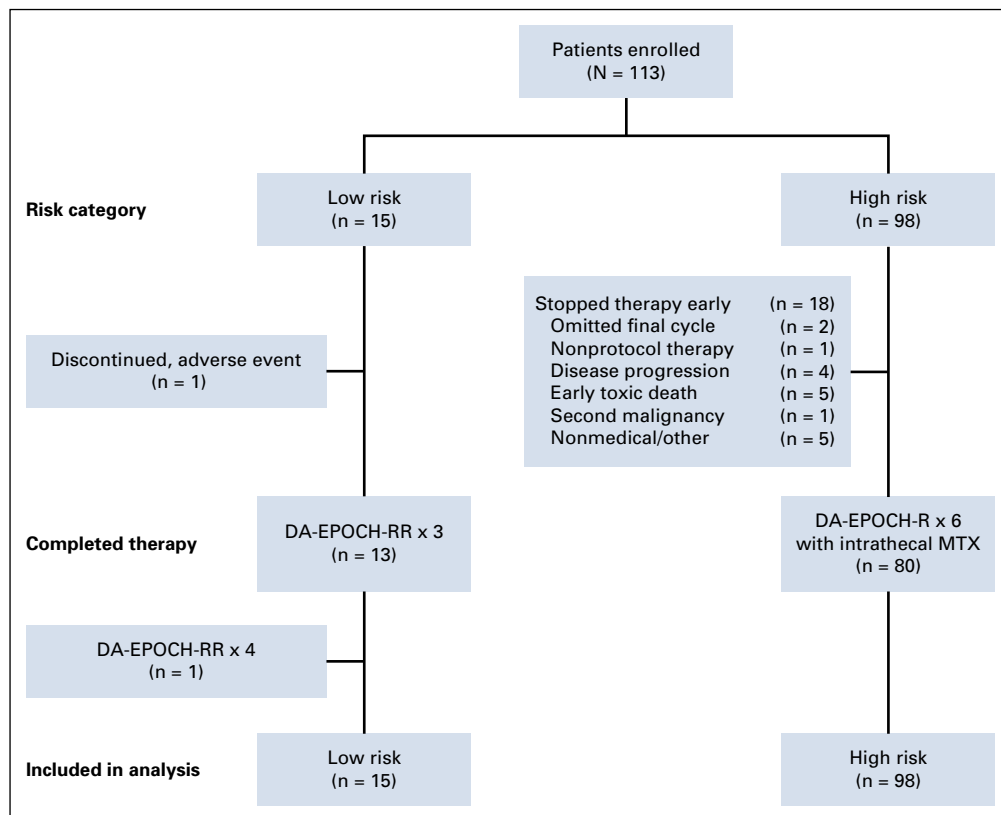 Patients enrolled
(N = 113)
Risk category
Low risk
(n = 15)
High risk
(n = 98)
Stopped therapy early (n = 18)
Omitted final cycle (n = 2)
Nonprotocol therapy (n = 1)
Disease progression (n = 4)
Early toxic death (n = 5)
Second malignancy (n = 1)
Nonmedical/other (n = 5)
Discontinued, adverse event
(n = 1)
Completed therapy
DA-EPOCH-RR x 3
(n = 13)
DA-EPOCH-R x 6
with intrathecal MTX
(n = 80)
DA-EPOCH-RR x 4
(n = 1)
Included in analysis
Low risk
(n = 15)
High risk
(n = 98)